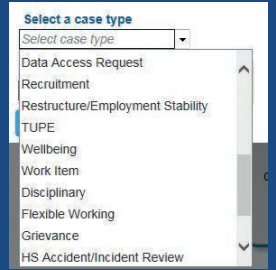 Select a case type
Select case type
Data Access Request
Recruitment
Restructure/Employment Stability
TUPE
Wellbeing
Work Item
Disciplinary
Flexible Working
Grievance
HS Accident/Incident Review